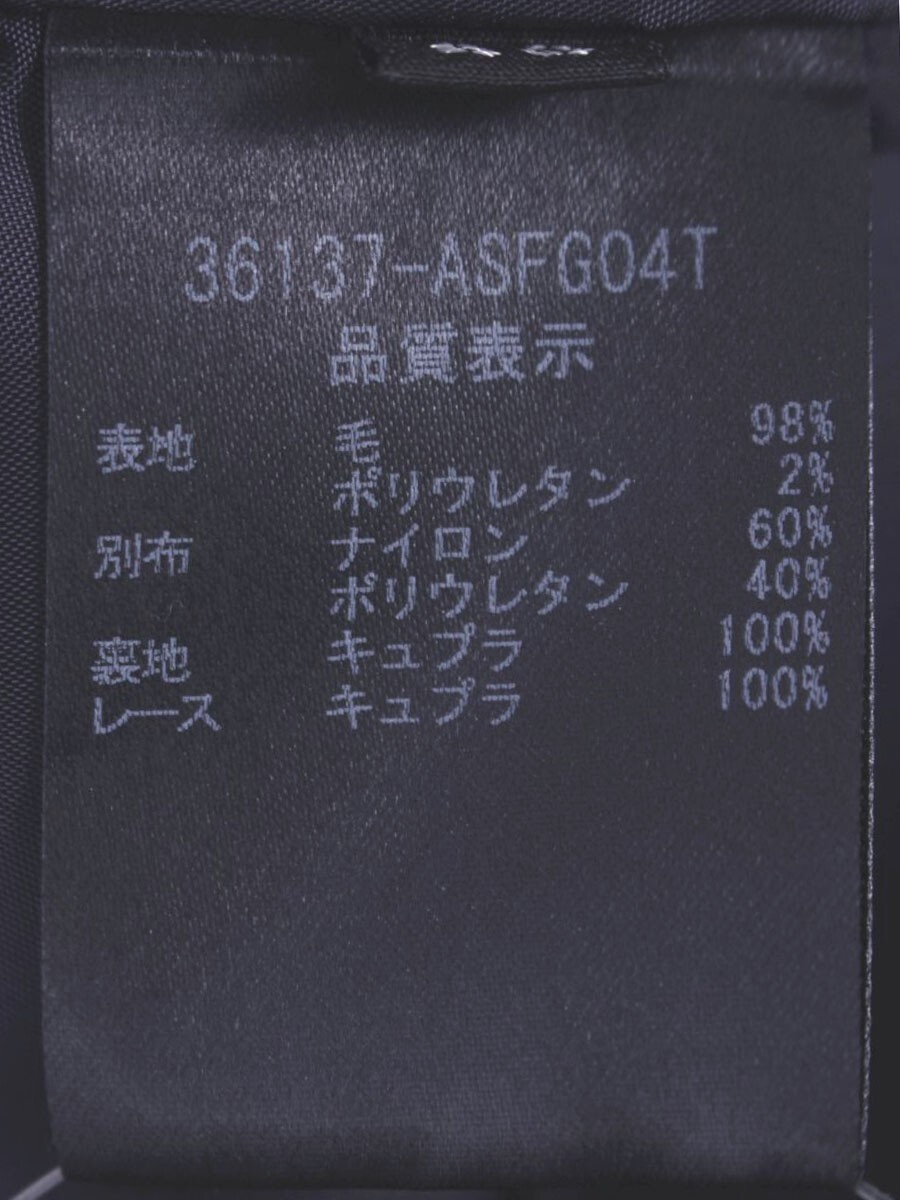 36137-ASFG04T
品質表示
表地 毛 98%
ポリウレタン 2%
別布 ナイロン 60%
ポリウレタン 40%
裏地 キュプラ 100%
レース キュプラ 100%